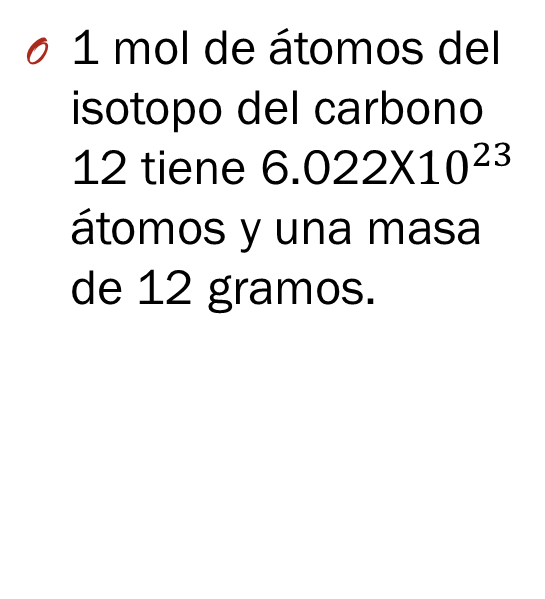 1 mol de átomos del
isotopo del carbono
12 tiene 6.022X10²³
átomos y una masa
de 12 gramos.